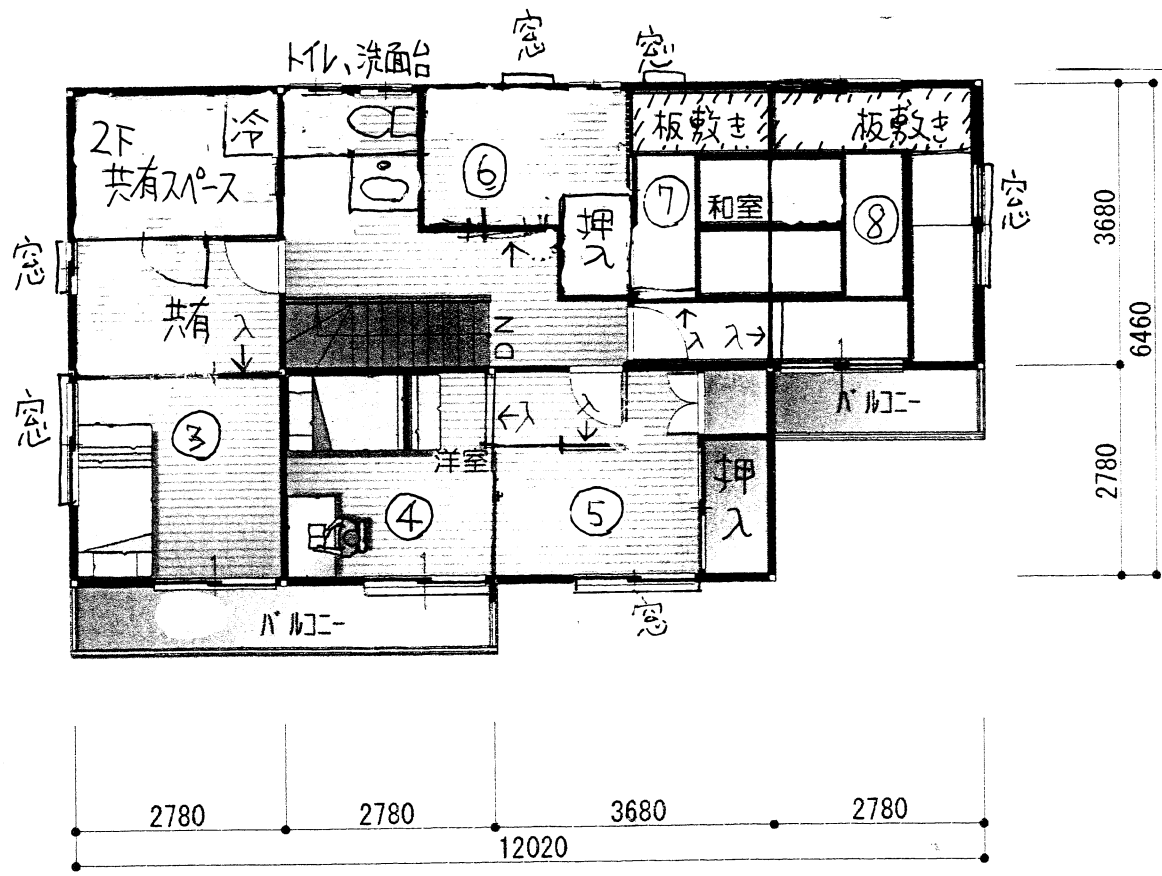 トイレ、洗面台
窓
窓
2F
共有スペース
冷
⑥
押入
板敷き
板敷き
⑦
和室
⑧
窓
窓
共有
入
DN
入
入
窓
③
洋室
④
入
入
⑤
押入
バルコニー
バルコニー
窓
3680
6460
2780
2780
2780
3680
2780
12020